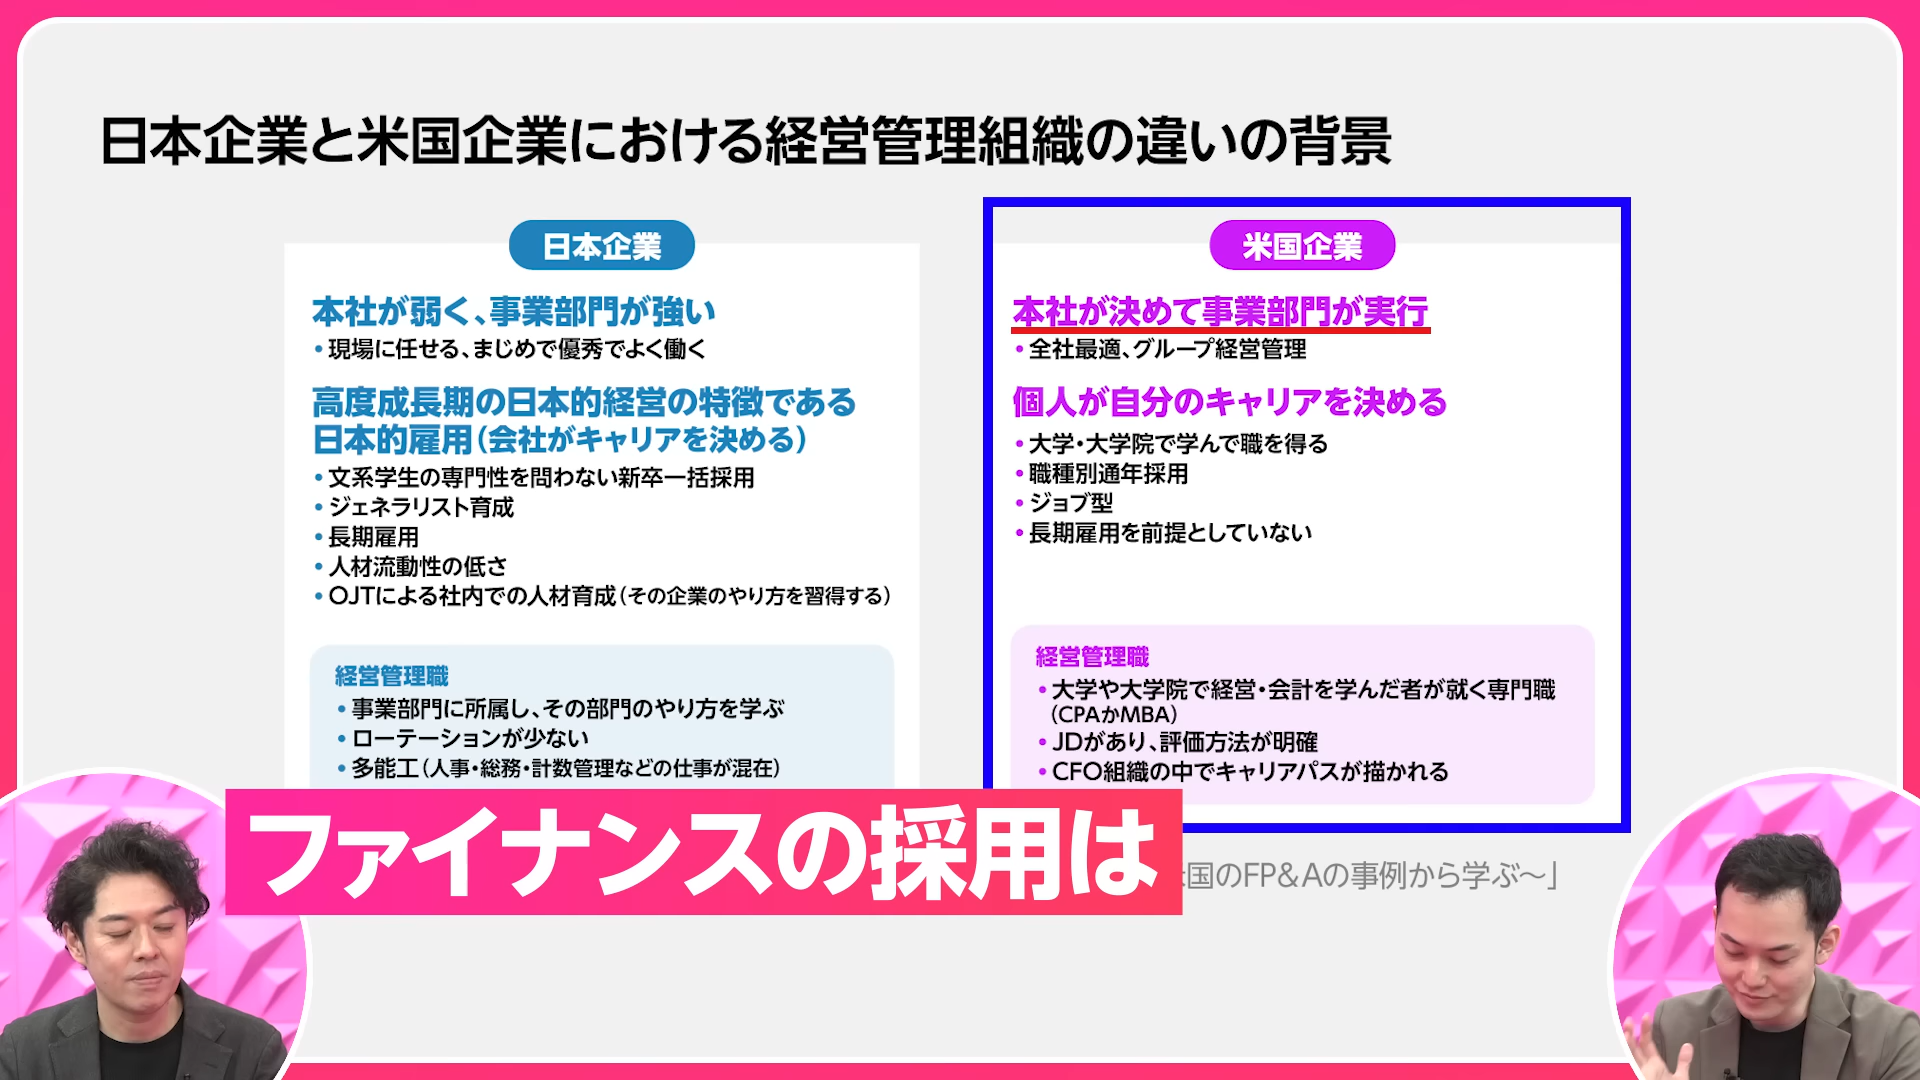 日本企業と米国企業における経営管理組織の違いの背景
日本企業
本社が弱く、事業部門が強い
・現場に任せる、まじめで優秀でよく働く
高度成長期の日本的経営の特徴である
日本的雇用（会社がキャリアを決める）
・文系学生の専門性を問わない新卒一括採用
・ジェネラリスト育成
・長期雇用
・人材流動性の低さ
・OJTによる社内での人材育成（その企業のやり方を習得する）
経営管理職
・事業部門に所属し、その部門のやり方を学ぶ
・ローテーションが少ない
・多能工（人事・総務・計数管理などの仕事が混在）
米国企業
本社が決めて事業部門が実行
・全社最適、グループ経営管理
個人が自分のキャリアを決める
・大学・大学院で学んで職を得る
・職種別通年採用
・ジョブ型
・長期雇用を前提としていない
経営管理職
・大学や大学院で経営・会計を学んだ者が就く専門職
（CPAかMBA）
・JDがあり、評価方法が明確
・CFO組織の中でキャリアパスが描かれる
ファイナンスの採用は
国のFP&Aの事例から学ぶ～」